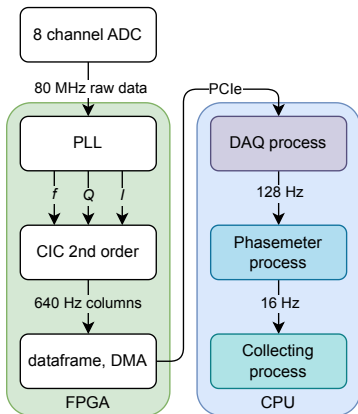 8 channel ADC
80 MHz raw data
PLL
f Q I
CIC 2nd order
640 Hz columns
dataframe, DMA
FPGA
PCIe
DAQ process
128 Hz
Phasemeter
process
16 Hz
Collecting
process
CPU